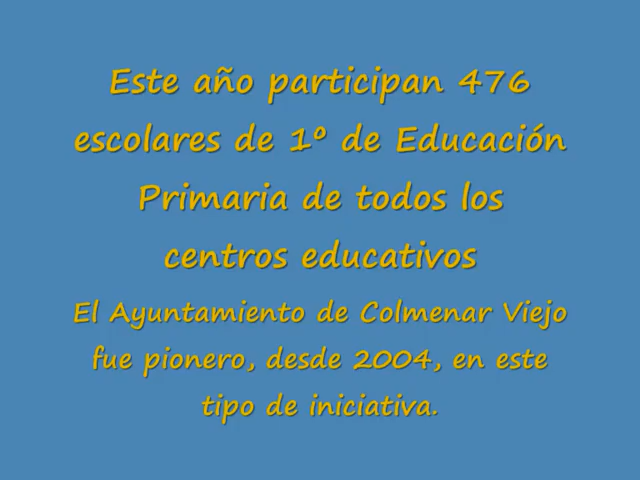 Este año participan 476
escolares de 1º de Educación
Primaria de todos los
centros educativos
El Ayuntamiento de Colmenar Viejo
fue pionero, desde 2004, en este
tipo de iniciativa.